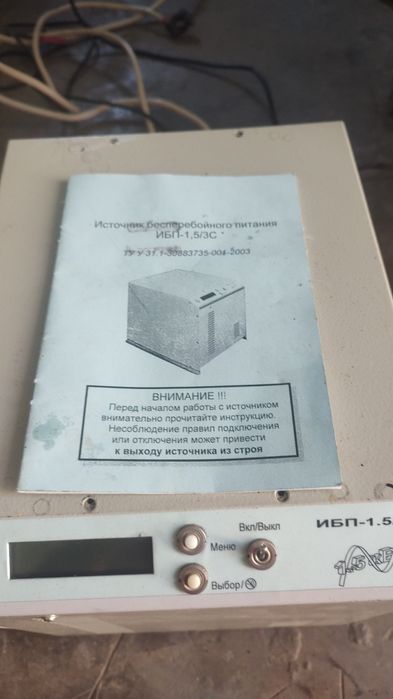 Источник бесперебойного питания
ИБП-1,5/3С
ТУ У 31.1-30883735-001-2003
ВНИМАНИЕ !!!
Перед началом работы с источником
внимательно прочитайте инструкцию.
Несоблюдение правил подключения
или отключения может привести
к выходу источника из строя
Вкл/Выкл
ИБП-1.5
Меню
Выбор/